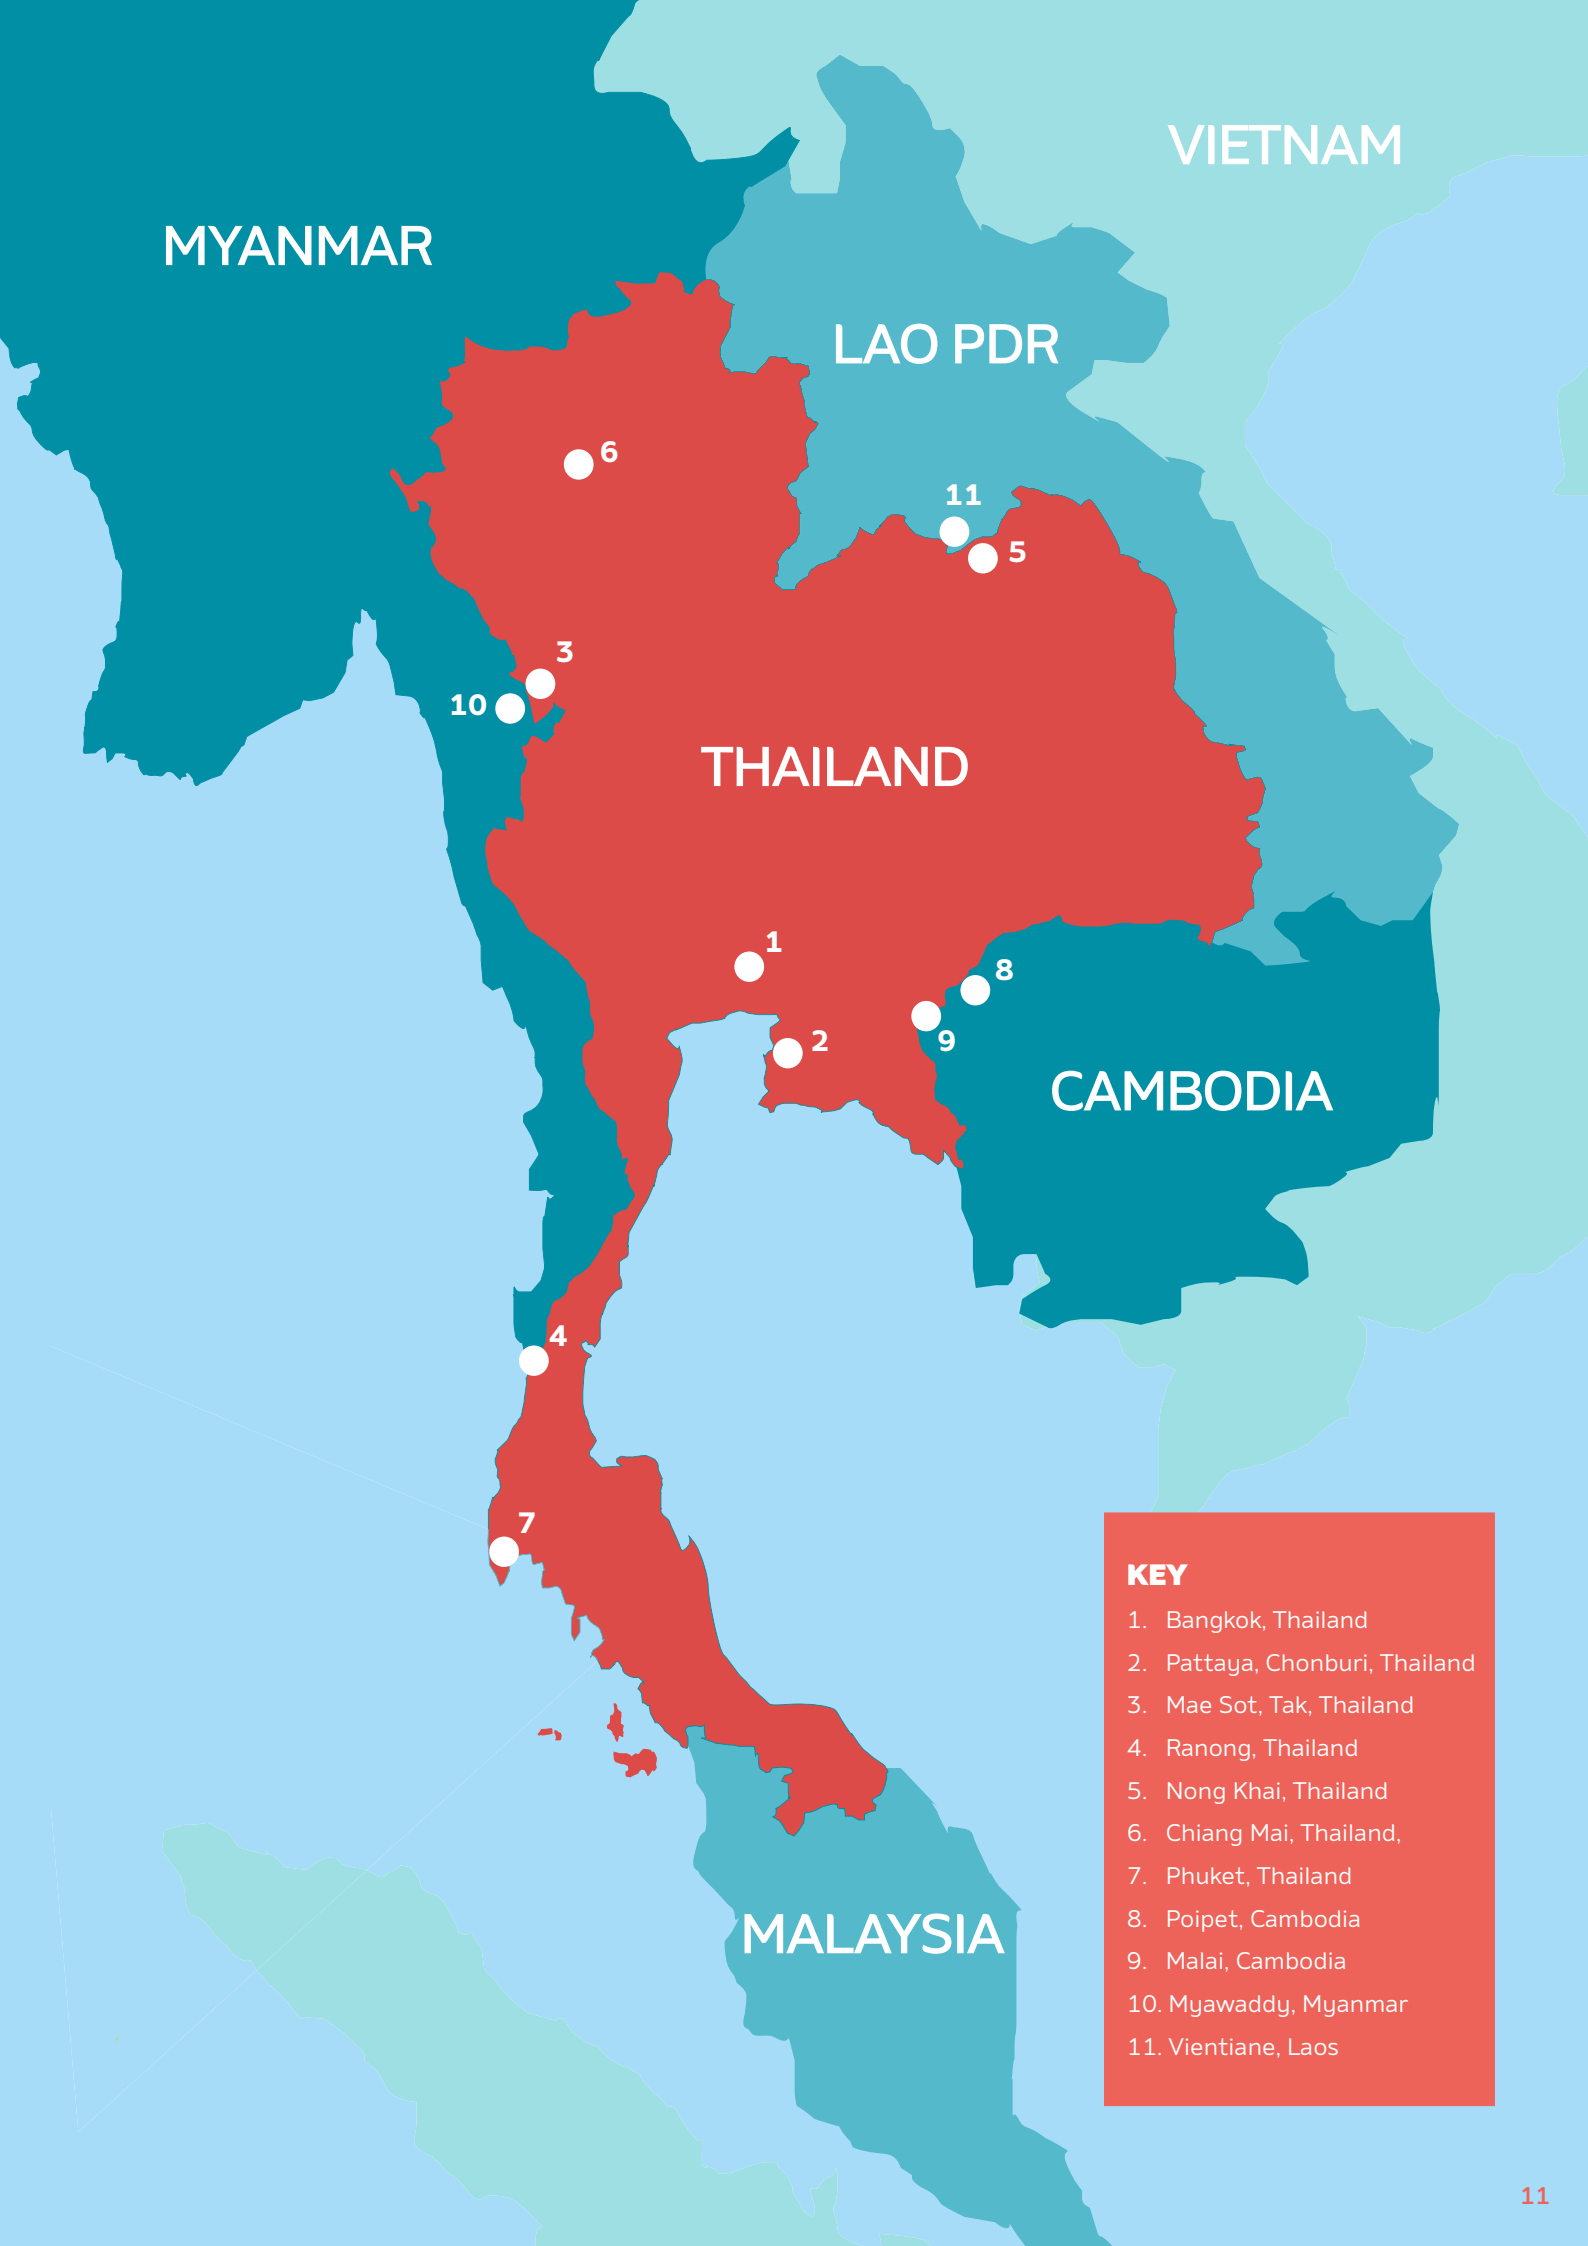 VIETNAM
MYANMAR
LAO PDR
6
11
5
3
10
THAILAND
1
8
2
9
CAMBODIA
4
7
KEY
1. Bangkok, Thailand
2. Pattaya, Chonburi, Thailand
3. Mae Sot, Tak, Thailand
4. Ranong, Thailand
5. Nong Khai, Thailand
6. Chiang Mai, Thailand,
7. Phuket, Thailand
8. Poipet, Cambodia
9. Malai, Cambodia
10. Myawaddy, Myanmar
11. Vientiane, Laos
MALAYSIA
11